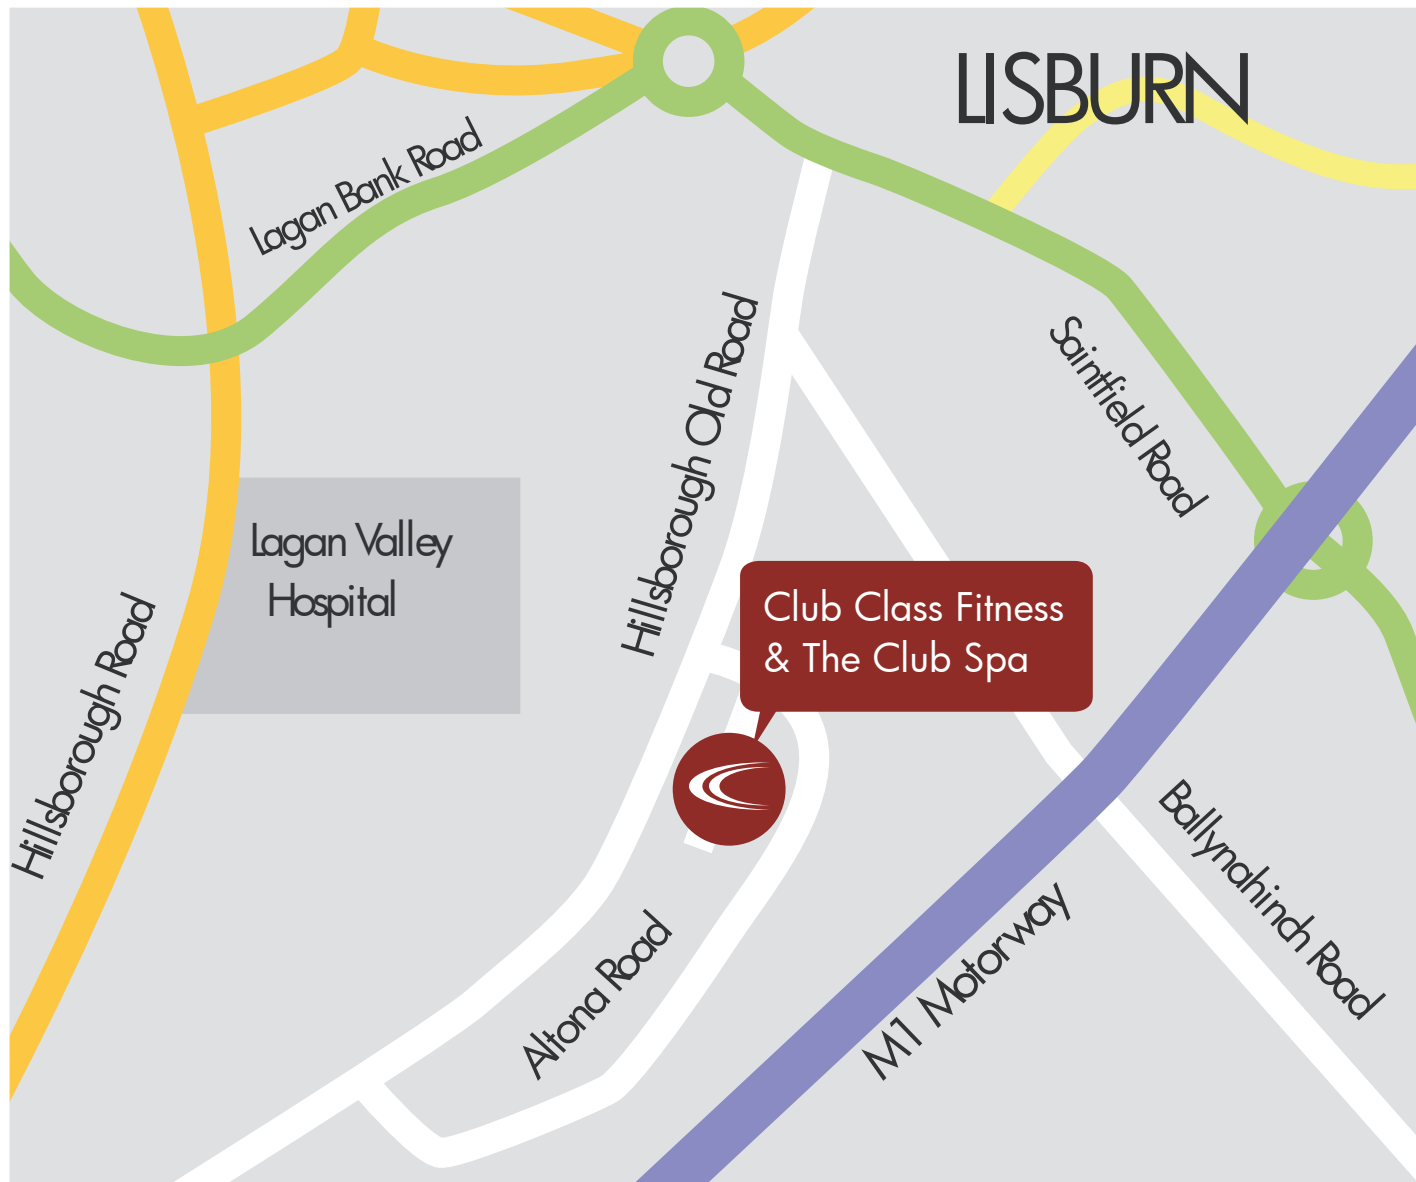 LISBURN
Lagan Bank Road
Hillsborough Old Road
Saintfield Road
Lagan Valley
Hospital
Club Class Fitness
& The Club Spa
Hillsborough Road
Ballynahinch Road
Altona Road
M1 Motorway